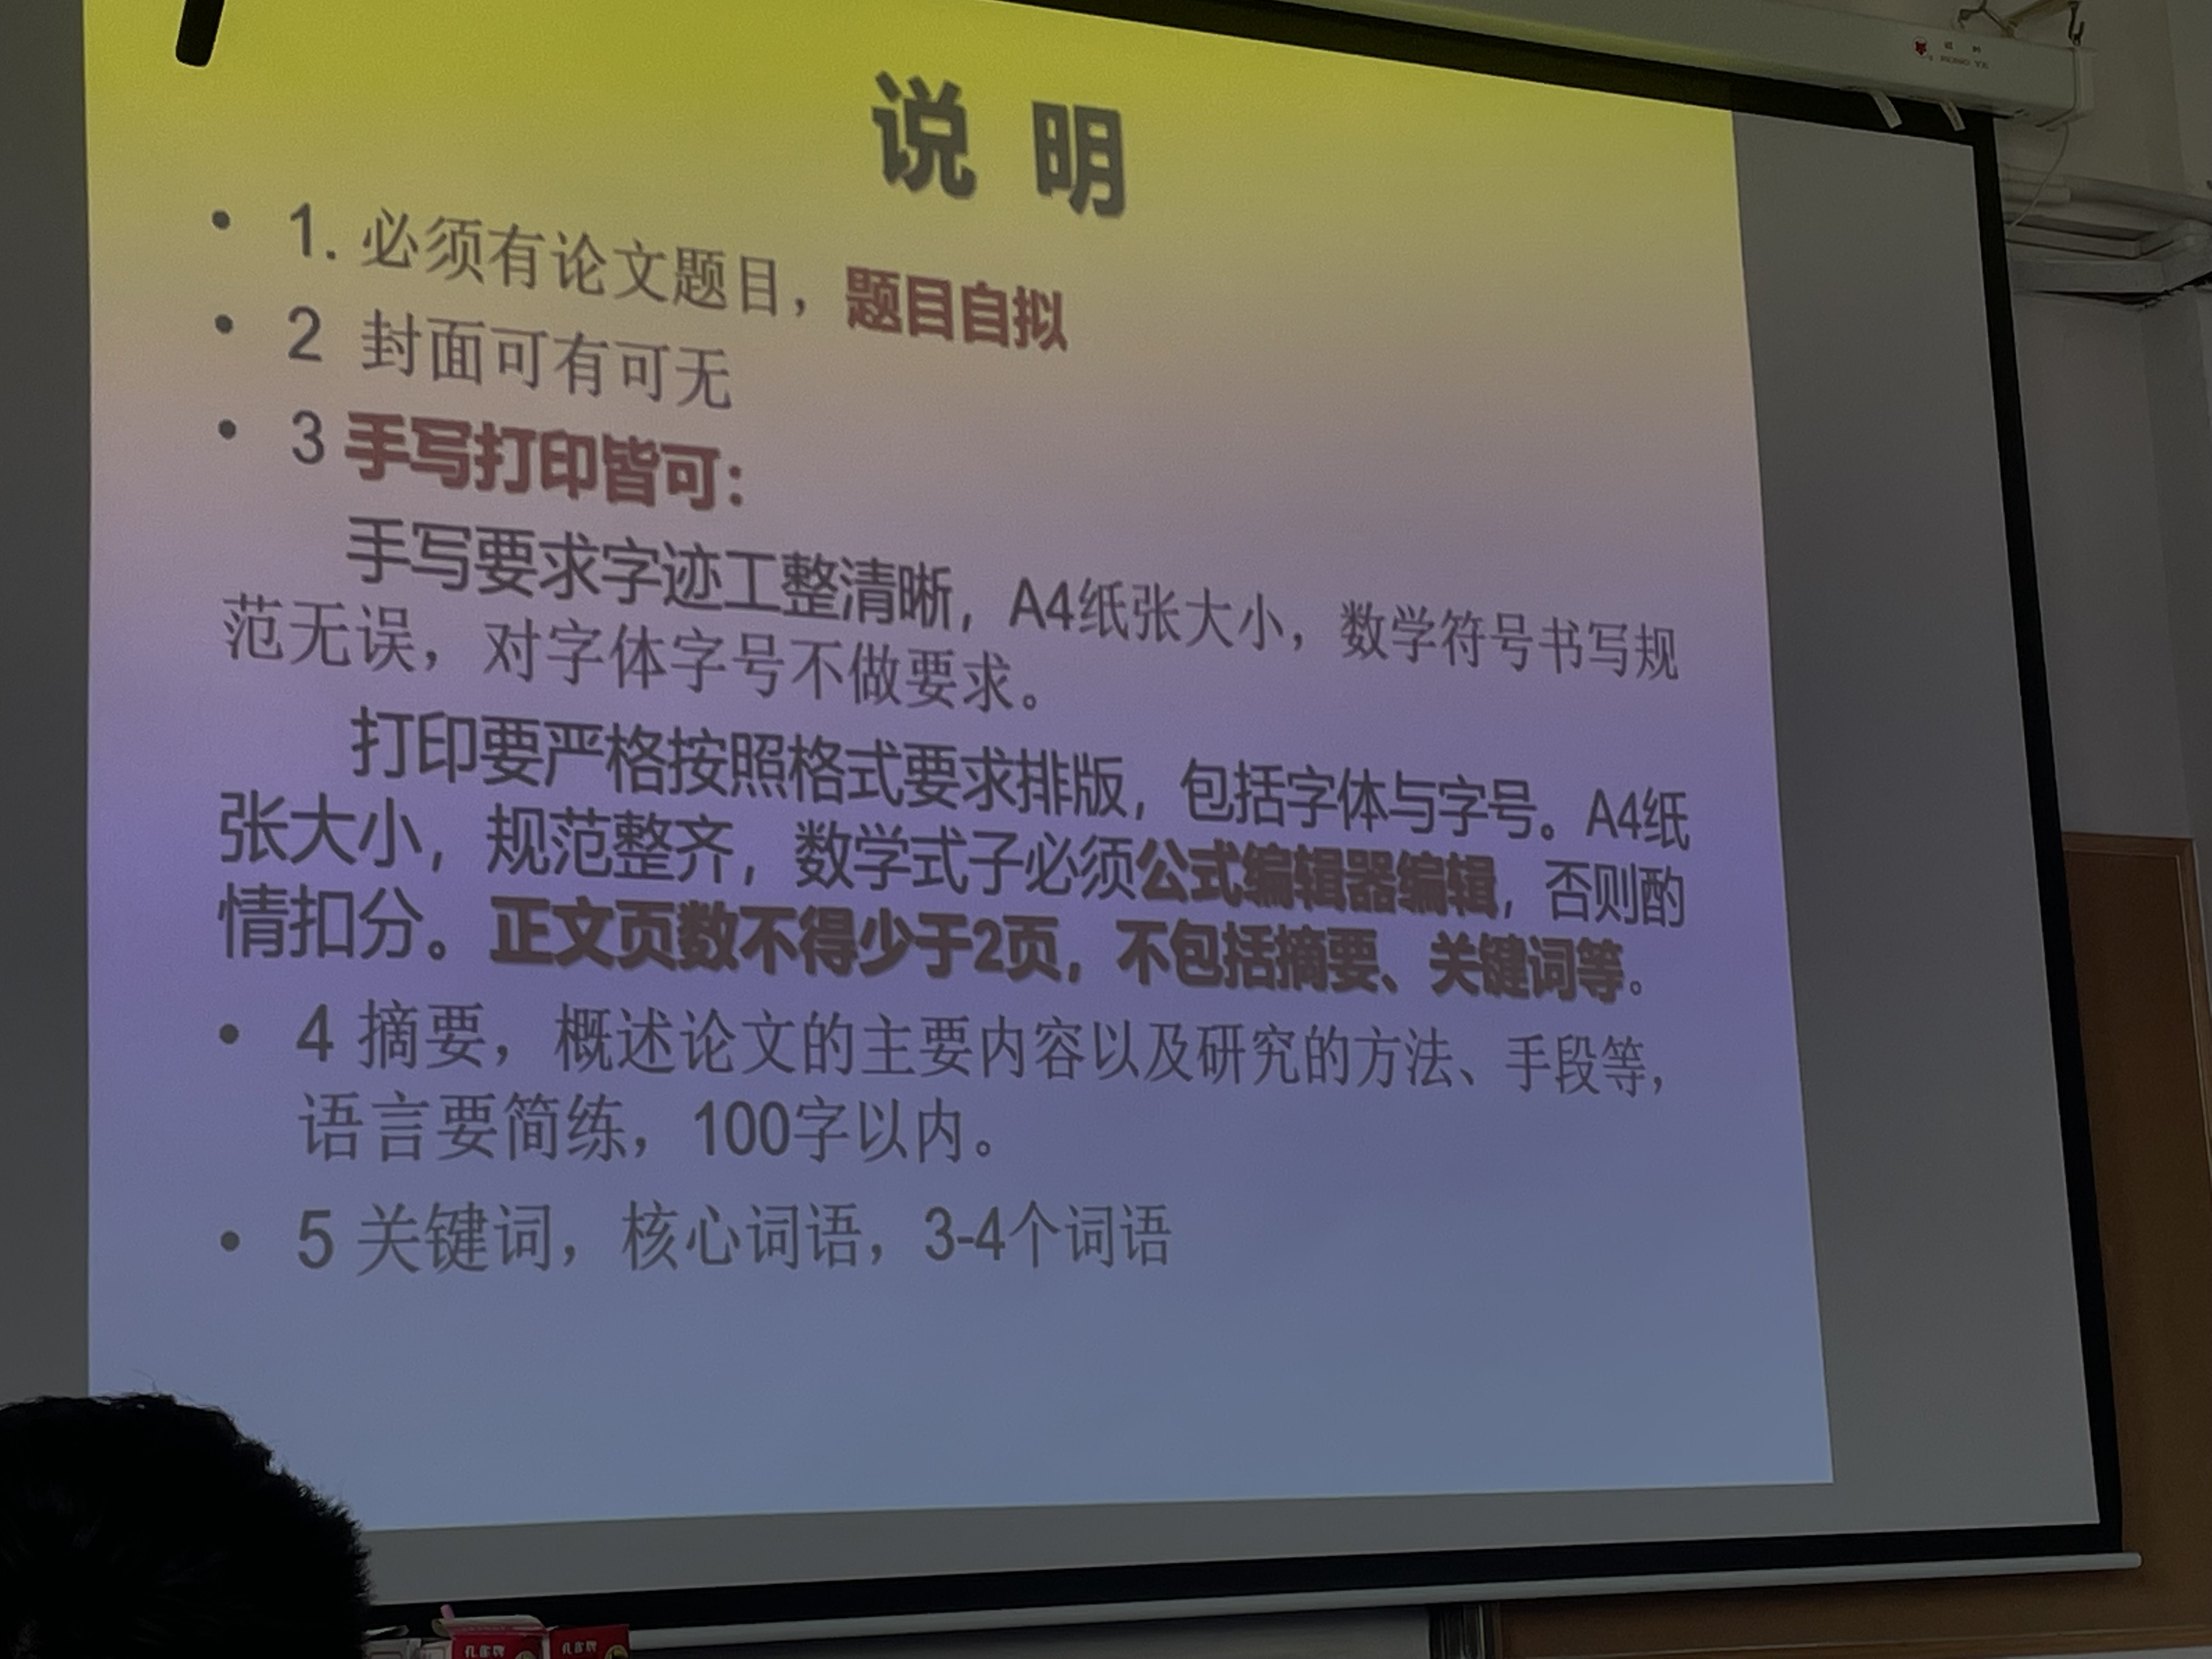 说 明
• 1. 必须有论文题目，题目自拟
• 2 封面可有可无
• 3 手写打印皆可：
手写要求字迹工整清晰，A4纸张大小，数学符号书写规
范无误，对字体字号不做要求。
打印要严格按照格式要求排版，包括字体与字号。A4纸
张大小，规范整齐，数学式子必须公式编辑器编辑，否则酌
情扣分。正文页数不得少于2页，不包括摘要、关键词等。
• 4 摘要，概述论文的主要内容以及研究的方法、手段等，
语言要简练，100字以内。
• 5 关键词，核心词语，3-4个词语